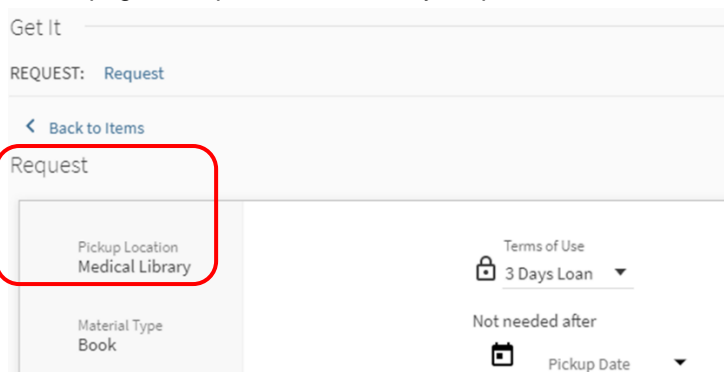 Get It
REQUEST: Request
Back to Items
Request
Pickup Location
Medical Library
Terms of Use
3 Days Loan
Material Type
Book
Not needed after
Pickup Date